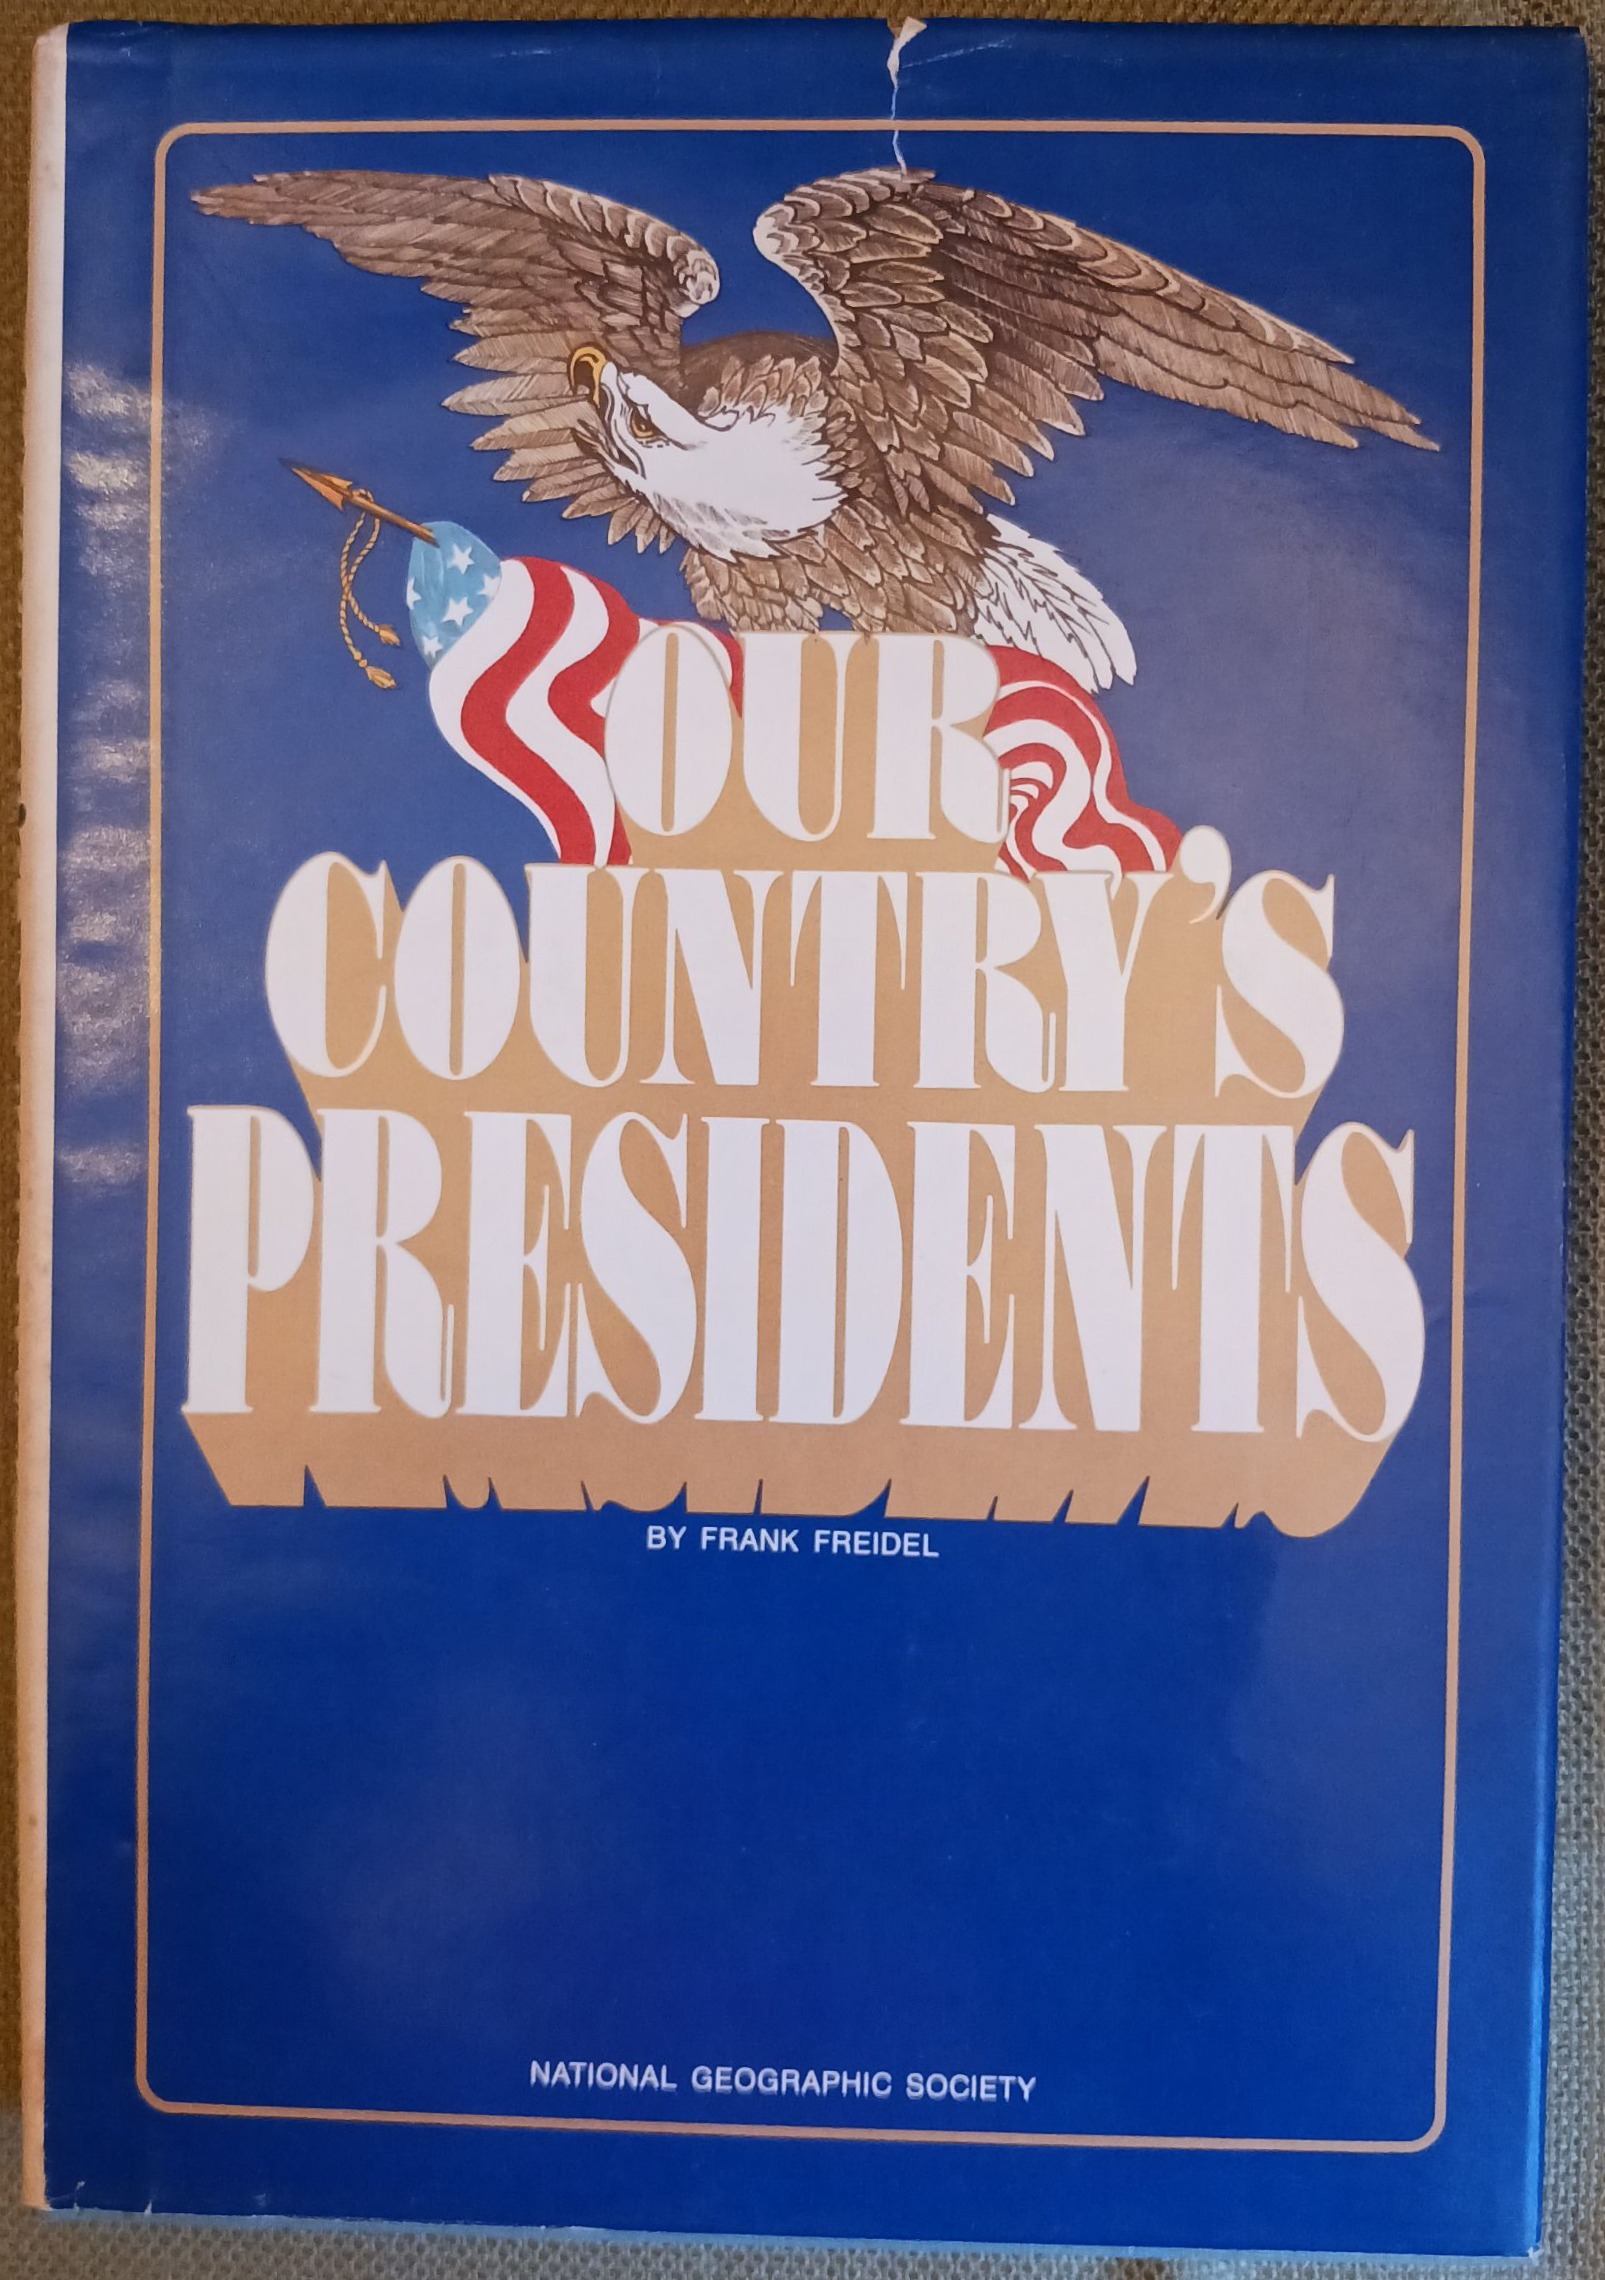 OUR
COUNTRY'S
PRESIDENTS
BY FRANK FREIDEL
NATIONAL GEOGRAPHIC SOCIETY